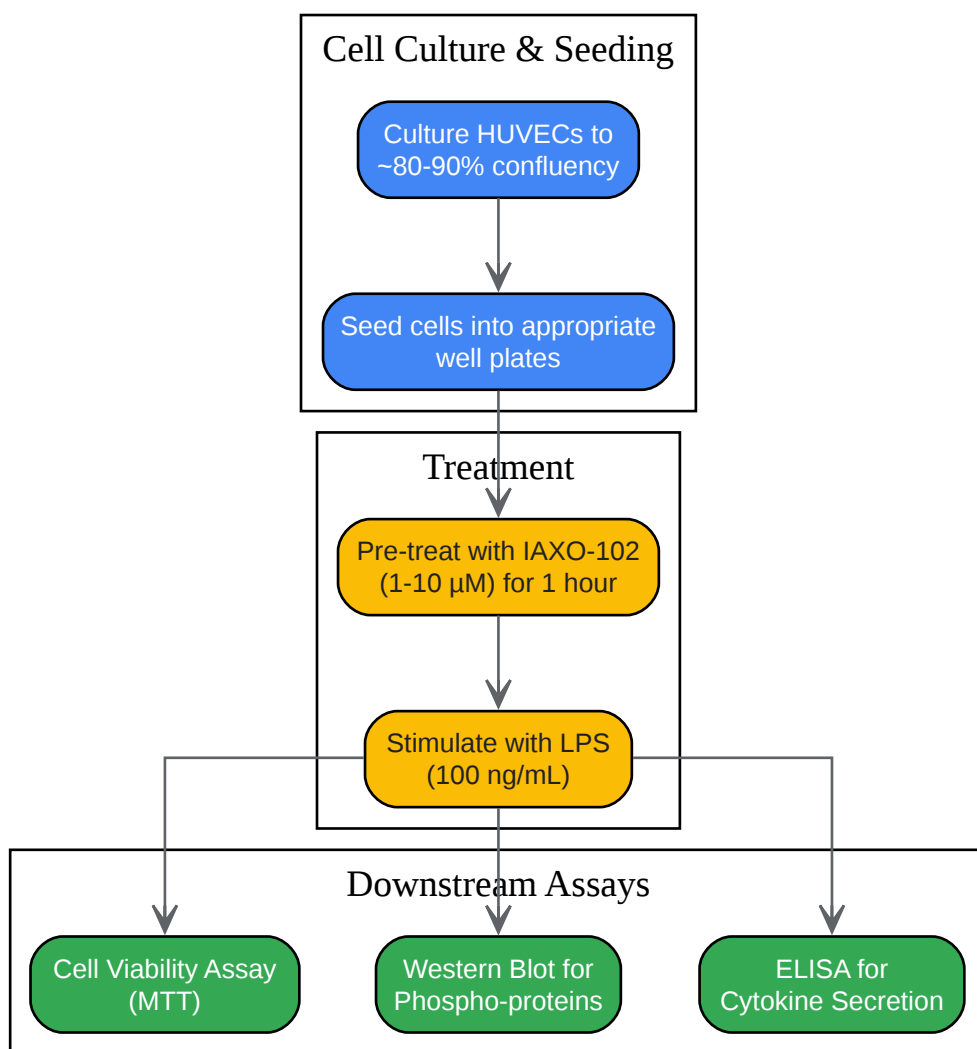 Cell Culture & Seeding
Culture HUVECs to
~80-90% confluency
Seed cells into appropriate
well plates
Treatment
Pre-treat with IAXO-102
(1-10 µM) for 1 hour
Stimulate with LPS
(100 ng/mL)
Downstream Assays
Cell Viability Assay
(MTT)
Western Blot for
Phospho-proteins
ELISA for
Cytokine Secretion